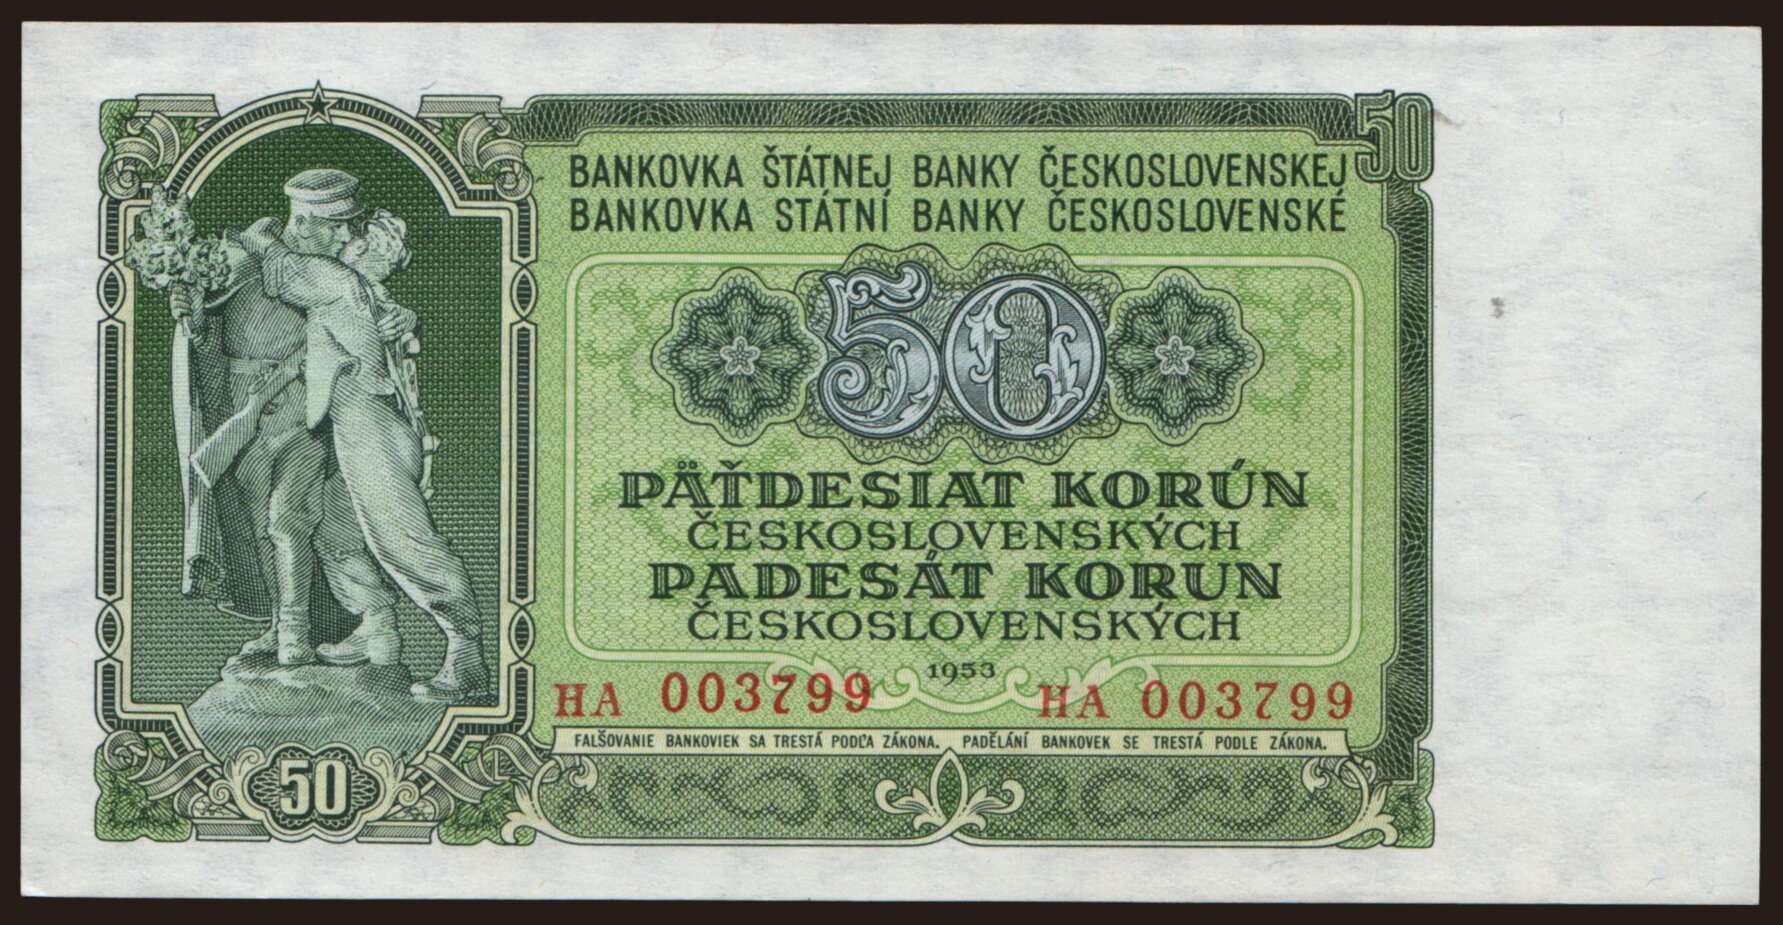 50
BANKOVKA ŠTÁTNEJ BANKY ČESKOSLOVENSKEJ
BANKOVKA STÁTNÍ BANKY ČESKOSLOVENSKÉ
50
PÄŤDESIAT KORÚN
ČESKOSLOVENSKÝCH
PADESÁT KORUN
ČESKOSLOVENSKÝCH
1953
HA 003799 HA 003799
FALŠOVANIE BANKOVIEK SA TRESTÁ PODĽA ZÁKONA. PADĚLÁNÍ BANKOVEK SE TRESTÁ PODLE ZÁKONA.
50